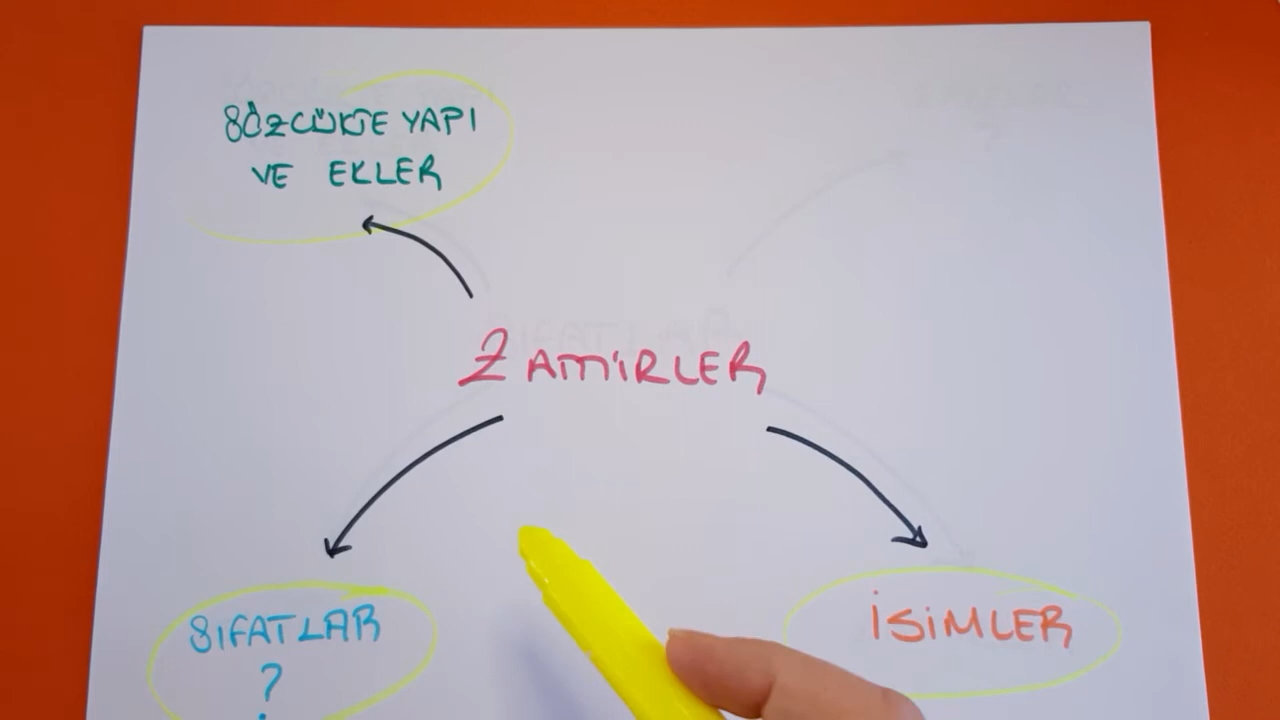 SÖZCÜKTE YAPI
VE EKLER
ZAMİRLER
SIFATLAR
?
İSİMLER